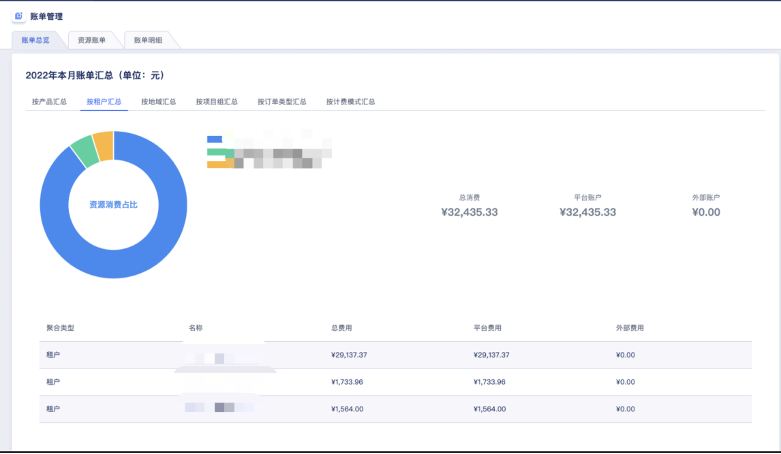 账单管理
账单总览 资源账单 账单明细
2022年本月账单汇总（单位：元）
按产品汇总 按租户汇总 按地域汇总 按项目组汇总 按订单类型汇总 按计费模式汇总
资源消费占比
总消费 平台账户 外部账户
¥32,435.33 ¥32,435.33 ¥0.00
聚合类型 名称 总费用 平台费用 外部费用
租户 ¥29,137.37 ¥29,137.37 ¥0.00
租户 ¥1,733.96 ¥1,733.96 ¥0.00
租户 ¥1,564.00 ¥1,564.00 ¥0.00